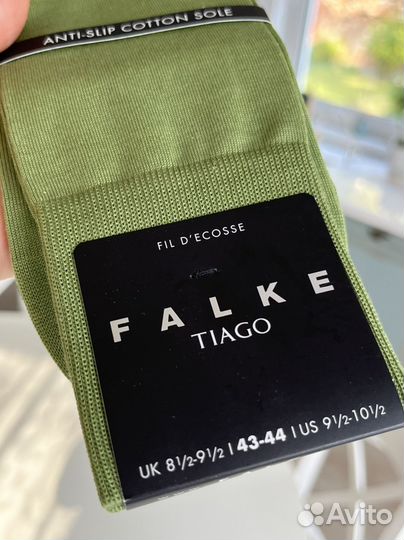 ANTI-SLIP COTTON SOLE
FIL D'ECOSSE
FALKE
TIAGO
UK 8½-9½ | 43-44 | US 9½-10½
Avito